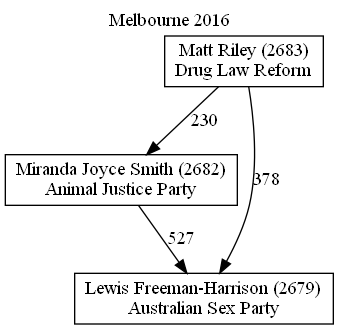 Melbourne 2016
Matt Riley (2683)
Drug Law Reform
230
Miranda Joyce Smith (2682)
Animal Justice Party
378
527
Lewis Freeman-Harrison (2679)
Australian Sex Party